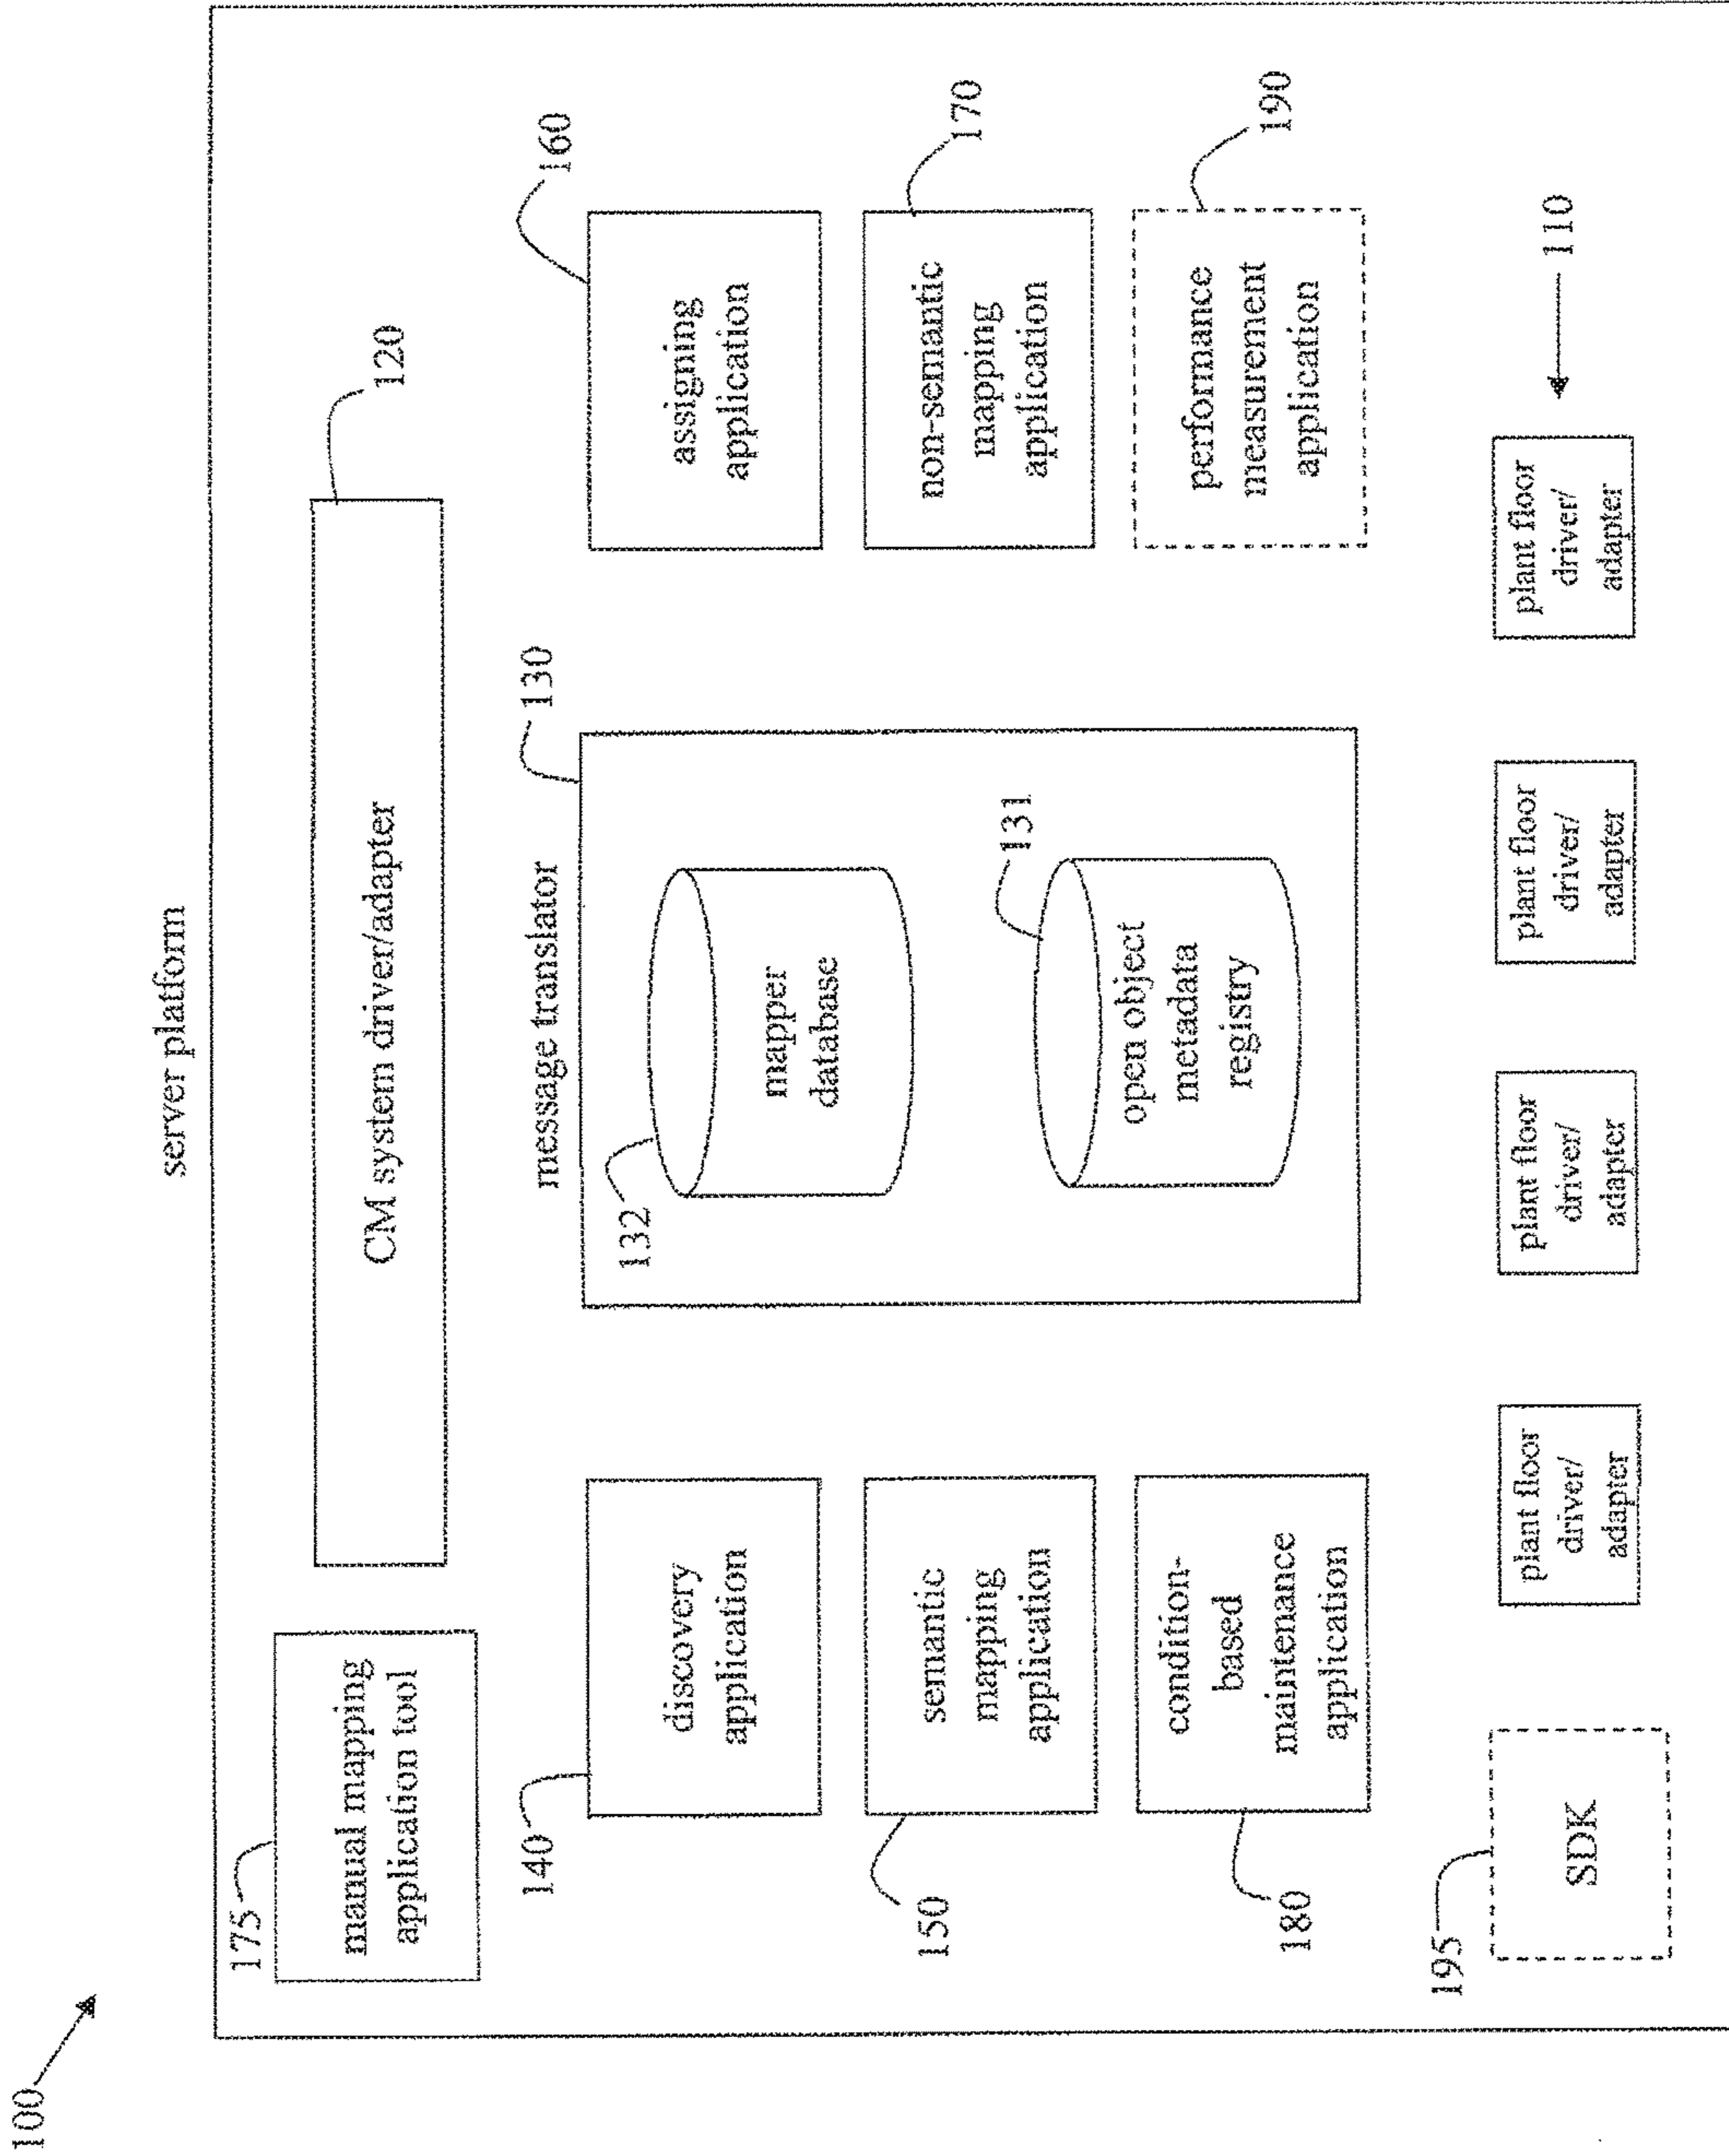 100
server platform
175
manual mapping
application tool
CM system driver/adapter
120
140
discovery
application
message translator
130
160
assigning
application
132
mapper
database
150
semantic
mapping
application
170
non-semantic
mapping
application
131
open object
metadata
registry
180
condition-
based
maintenance
application
190
performance
measurement
application
195
SDK
plant floor
driver/
adapter
plant floor
driver/
adapter
plant floor
driver/
adapter
plant floor
driver/
adapter
110